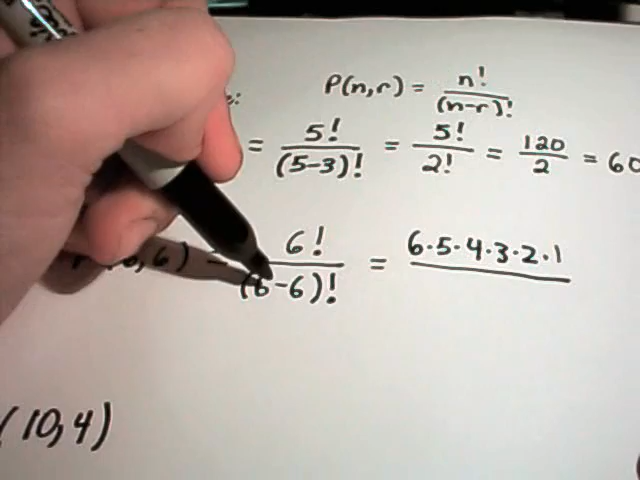 P(n,r) = n!/(n-r)!
= 5!/(5-3)! = 5!/2! = 120/2 = 60
6!/(6-6)! = 6·5·4·3·2·1
(10,4)